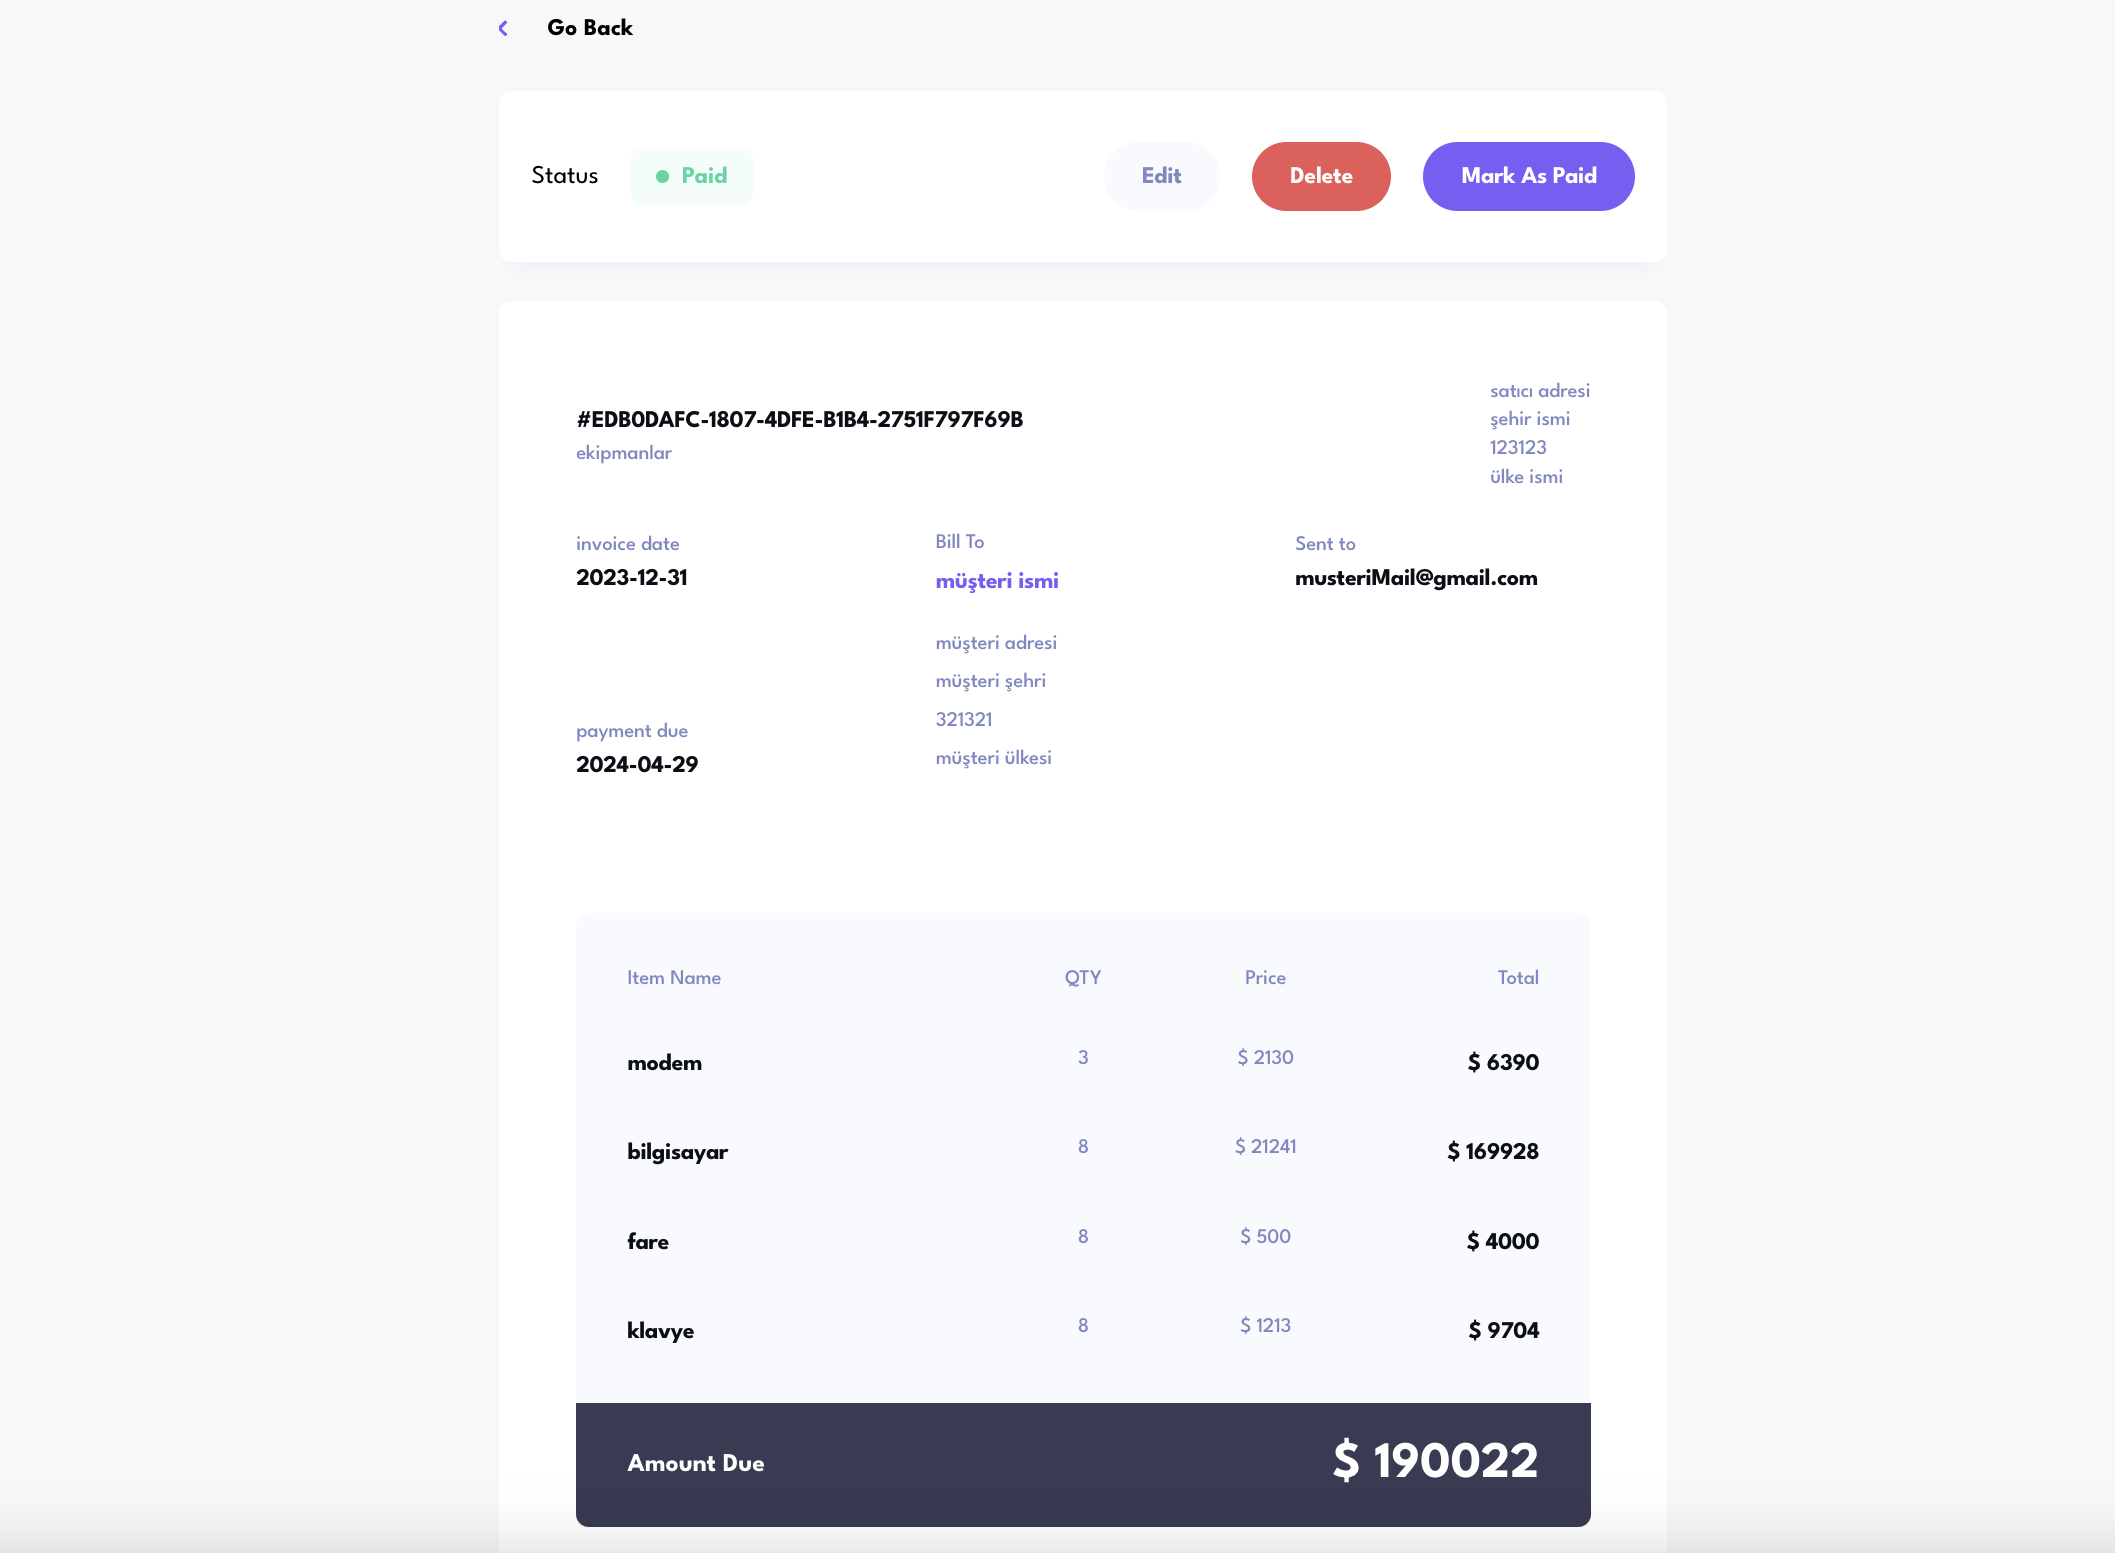 Go Back
Status Paid Edit Delete Mark As Paid
#EDB0DAFC-1807-4DFE-B1B4-2751F797F69B
ekipmanlar
satıcı adresi
şehir ismi
123123
ülke ismi
invoice date
2023-12-31
payment due
2024-04-29
Bill To
müşteri ismi
müşteri adresi
müşteri şehri
321321
müşteri ülkesi
Sent to
musteriMail@gmail.com
Item Name QTY Price Total
modem 3 $ 2130 $ 6390
bilgisayar 8 $ 21241 $ 169928
fare 8 $ 500 $ 4000
klavye 8 $ 1213 $ 9704
Amount Due $ 190022